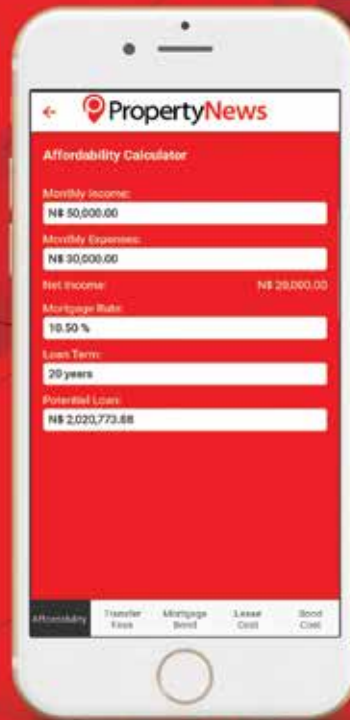 PropertyNews
Affordability Calculator
Monthly Income:
N$ 50,000.00
Monthly Expenses:
N$ 30,000.00
Net Income: N$ 20,000.00
Mortgage Rate:
10.50 %
Loan Term:
20 years
Potential Loan:
N$ 2,020,773.68
Affordability
Transfer Fees
Mortgage Bond
Lease Cost
Bond Cost